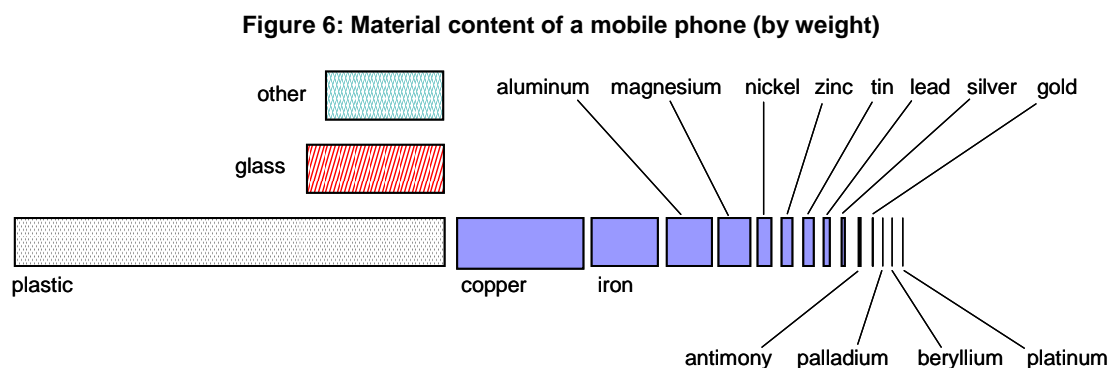 Figure 6: Material content of a mobile phone (by weight)
other
aluminum magnesium nickel zinc tin lead silver gold
glass
plastic copper iron
antimony palladium beryllium platinum